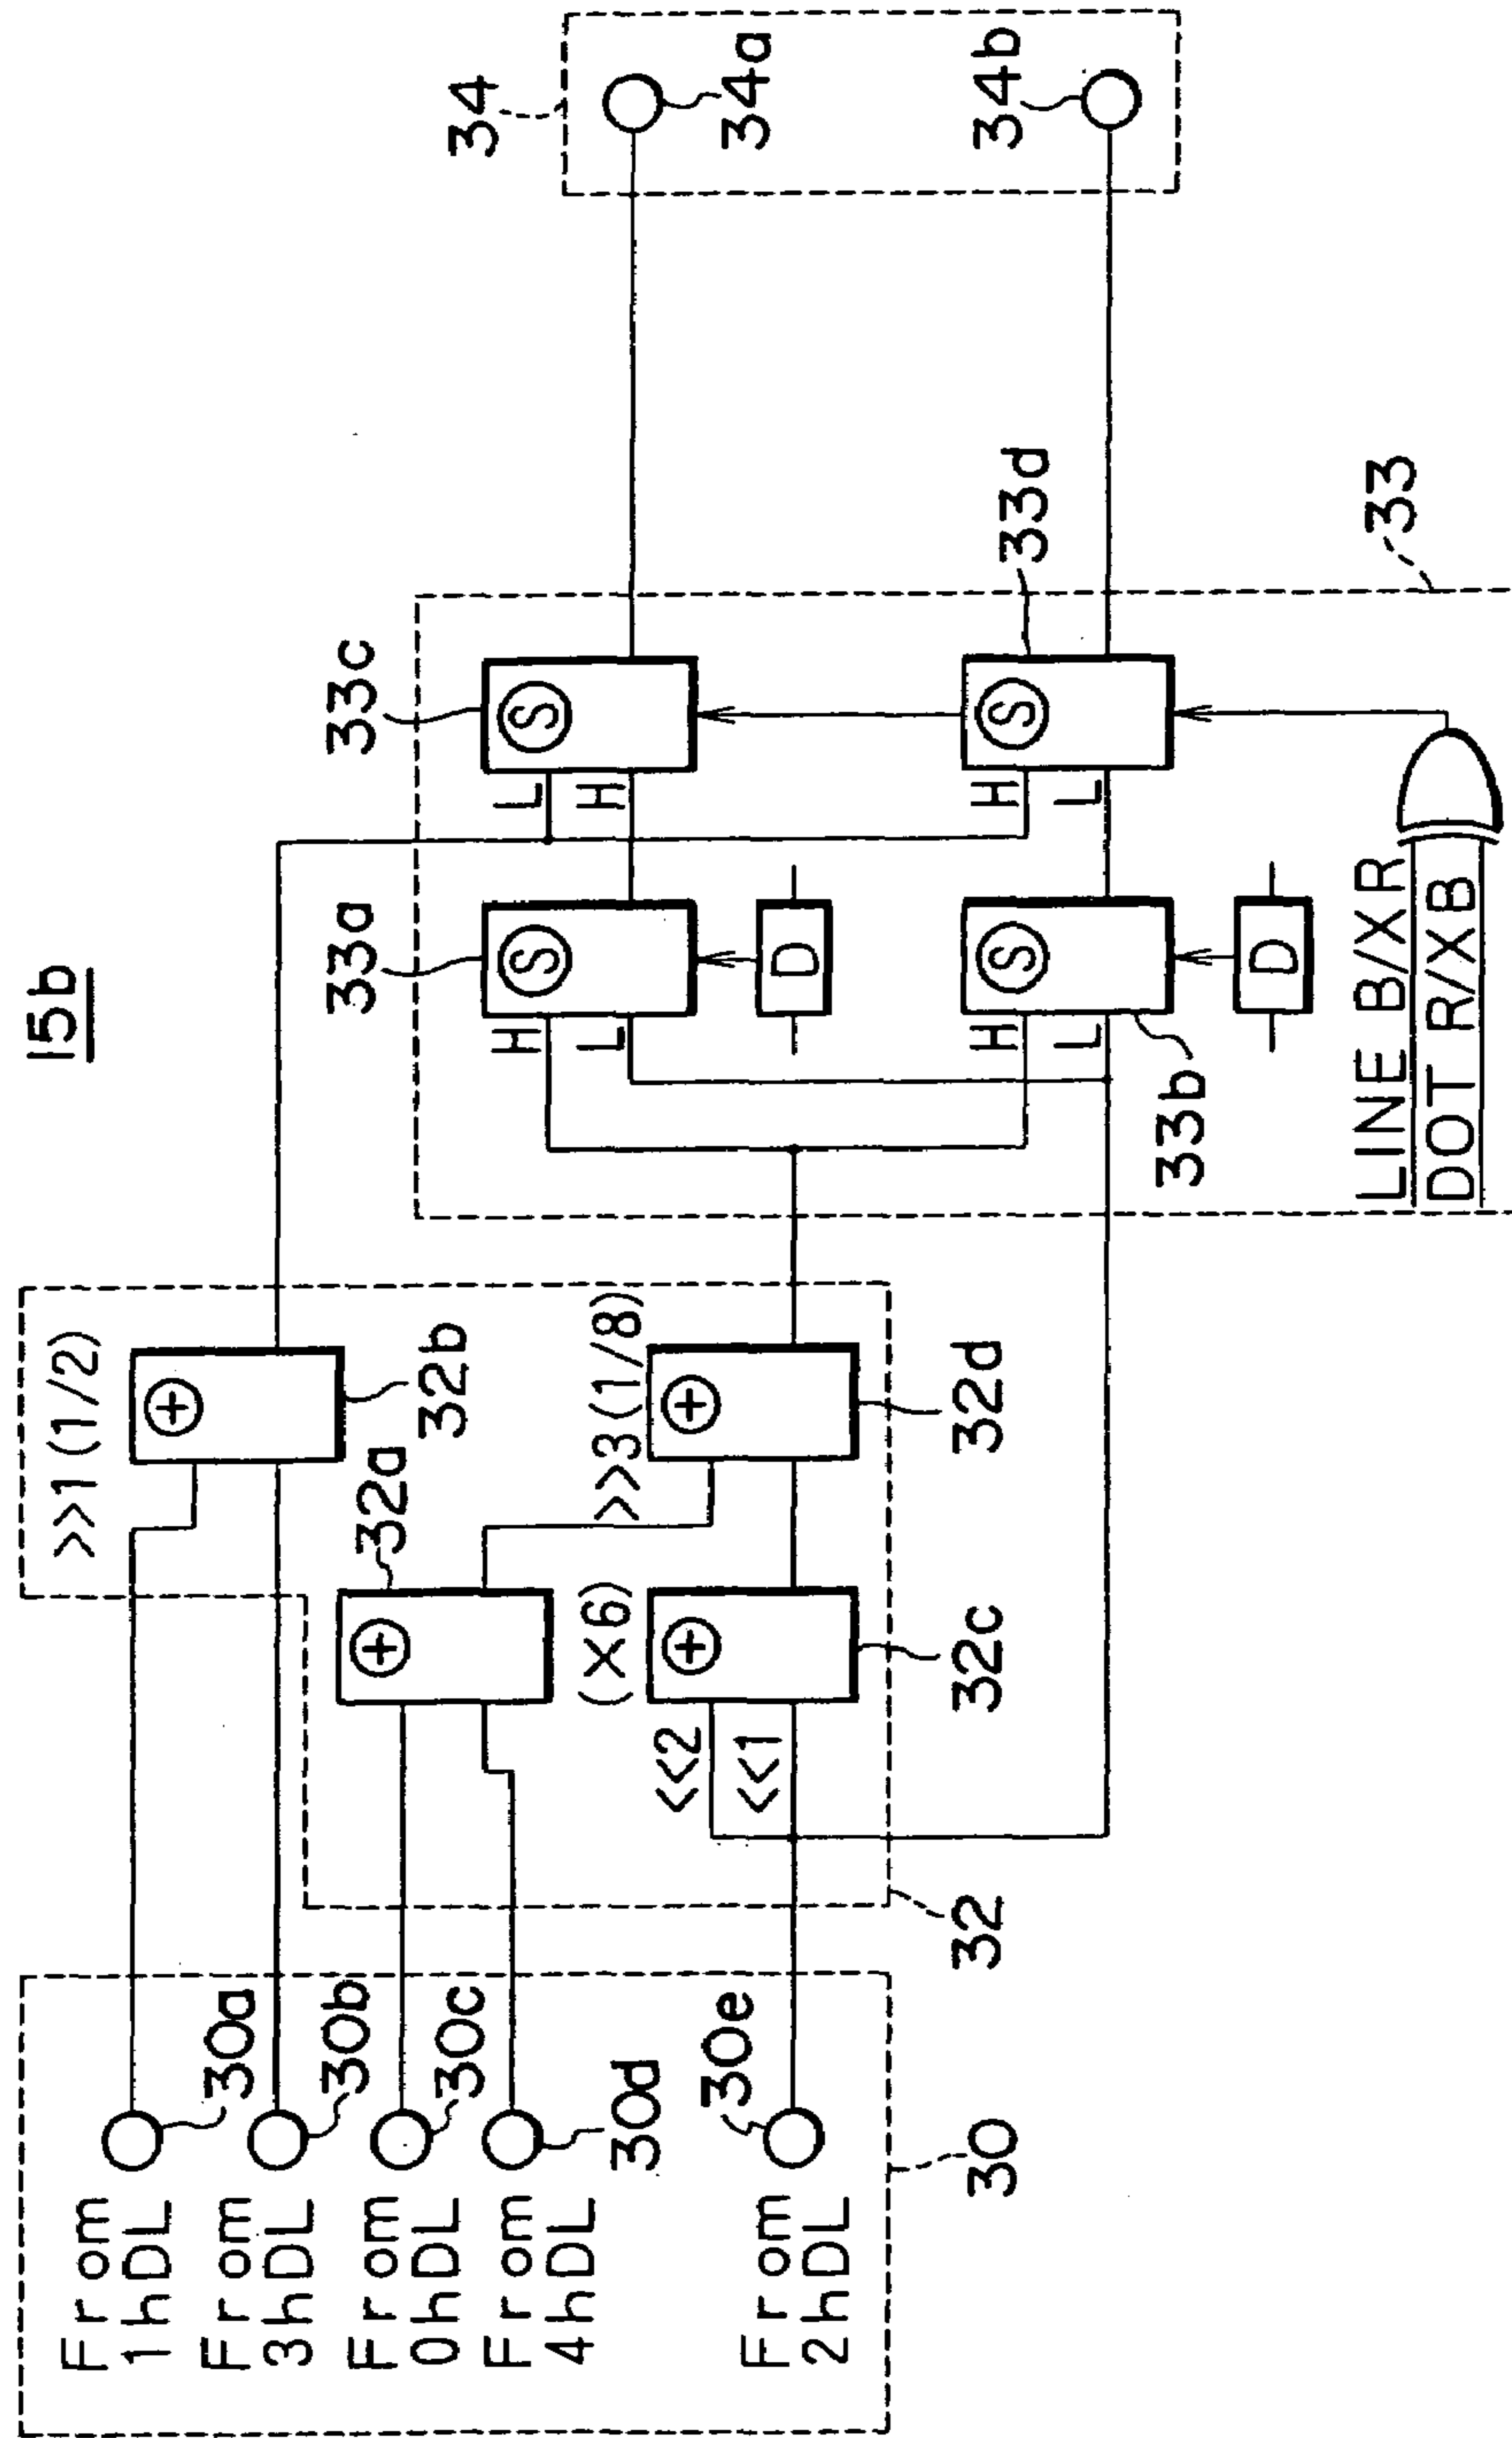 15b
From
1hDL
30a
From
3hDL
30b
From
0hDL
30c
From
4hDL
30d
From
2hDL
30e
30
>>1(1/2)
32b
32a
(×6)
<<2
<<1
32c
>>3(1/8)
32d
32
33a
S
H
L
D
33c
S
L
H
33b
S
H
L
D
33d
S
H
L
LINE B/XR
DOT R/XB
33
34
34a
34b